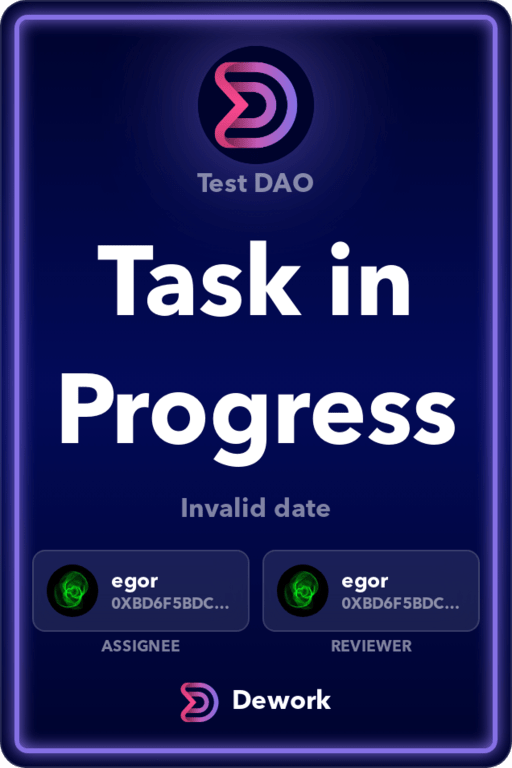 Test DAO
Task in
Progress
Invalid date
egor
0XBD6F5BDC...
ASSIGNEE
egor
0XBD6F5BDC...
REVIEWER
Dework